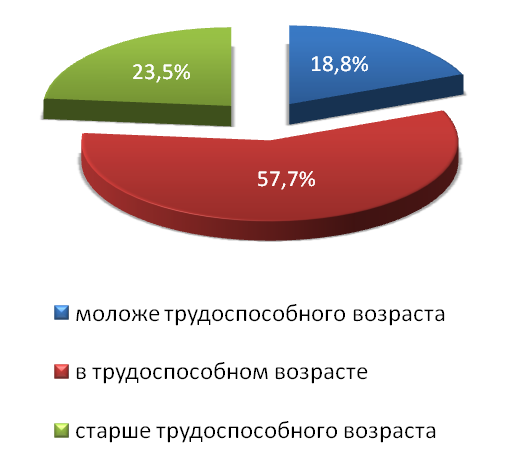 23,5%
18,8%
57,7%
моложе трудоспособного возраста
в трудоспособном возрасте
старше трудоспособного возраста